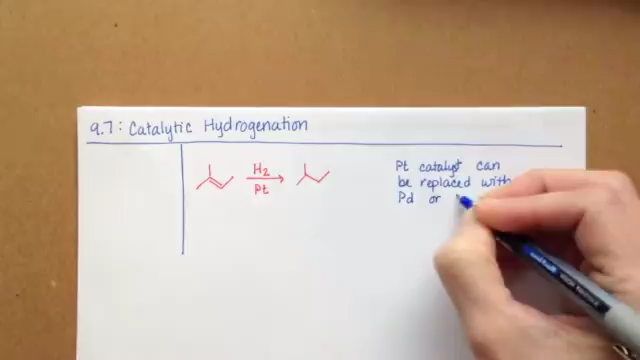 9.7: Catalytic Hydrogenation
H2
Pt
Pt catalyst can
be replaced with
Pd or